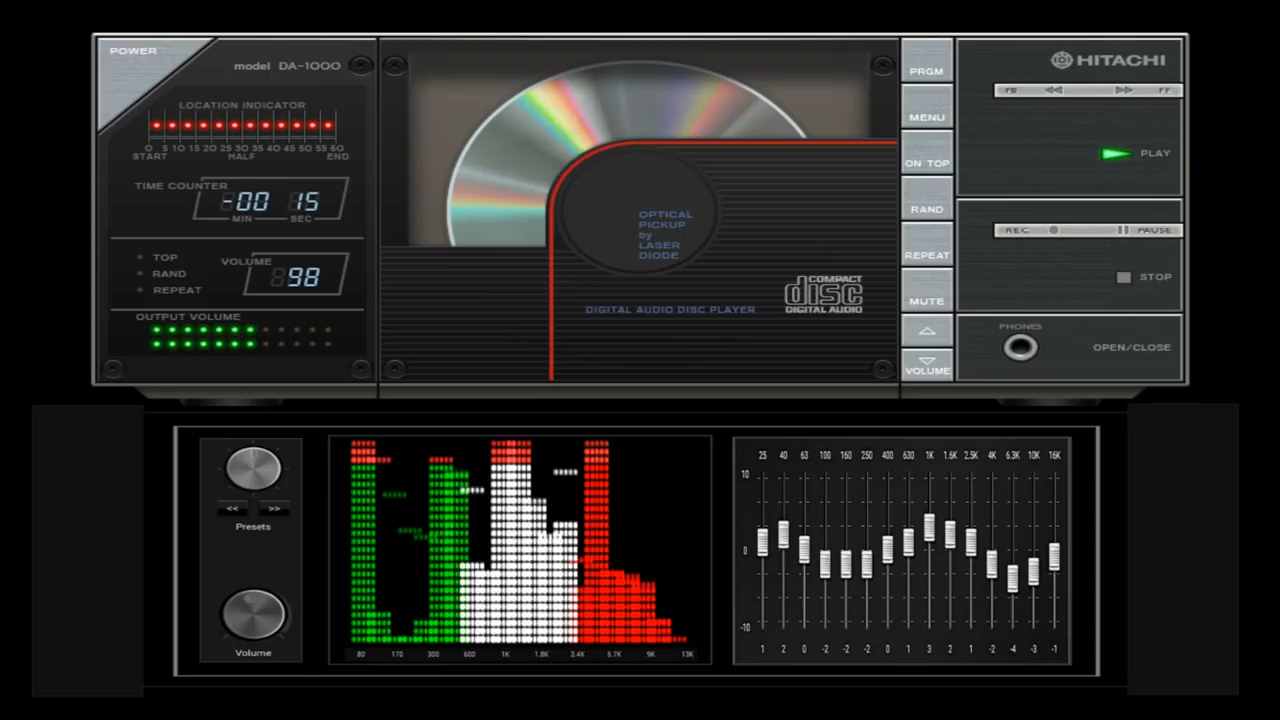 POWER
model DA-1000
LOCATION INDICATOR
0 5 10 15 20 25 30 35 40 45 50 55 60
START HALF END
TIME COUNTER
-00 15
MIN SEC
TOP
RAND
REPEAT
VOLUME
98
OUTPUT VOLUME
OPTICAL
PICKUP
by
LASER
DIODE
DIGITAL AUDIO DISC PLAYER
COMPACT
disc
DIGITAL AUDIO
PRGM
MENU
ON TOP
RAND
REPEAT
MUTE
VOLUME
HITACHI
FB FF
PLAY
REC PAUSE
STOP
PHONES
OPEN/CLOSE
<< >>
Presets
Volume
80 170 300 600 1K 1.8K 3.4K 5.7K 9K 13K
25 40 63 100 160 250 400 630 1K 1.6K 2.5K 4K 6.3K 10K 16K
10
0
-10
1 2 0 -2 -2 -2 0 1 3 2 1 -2 -4 -3 -1